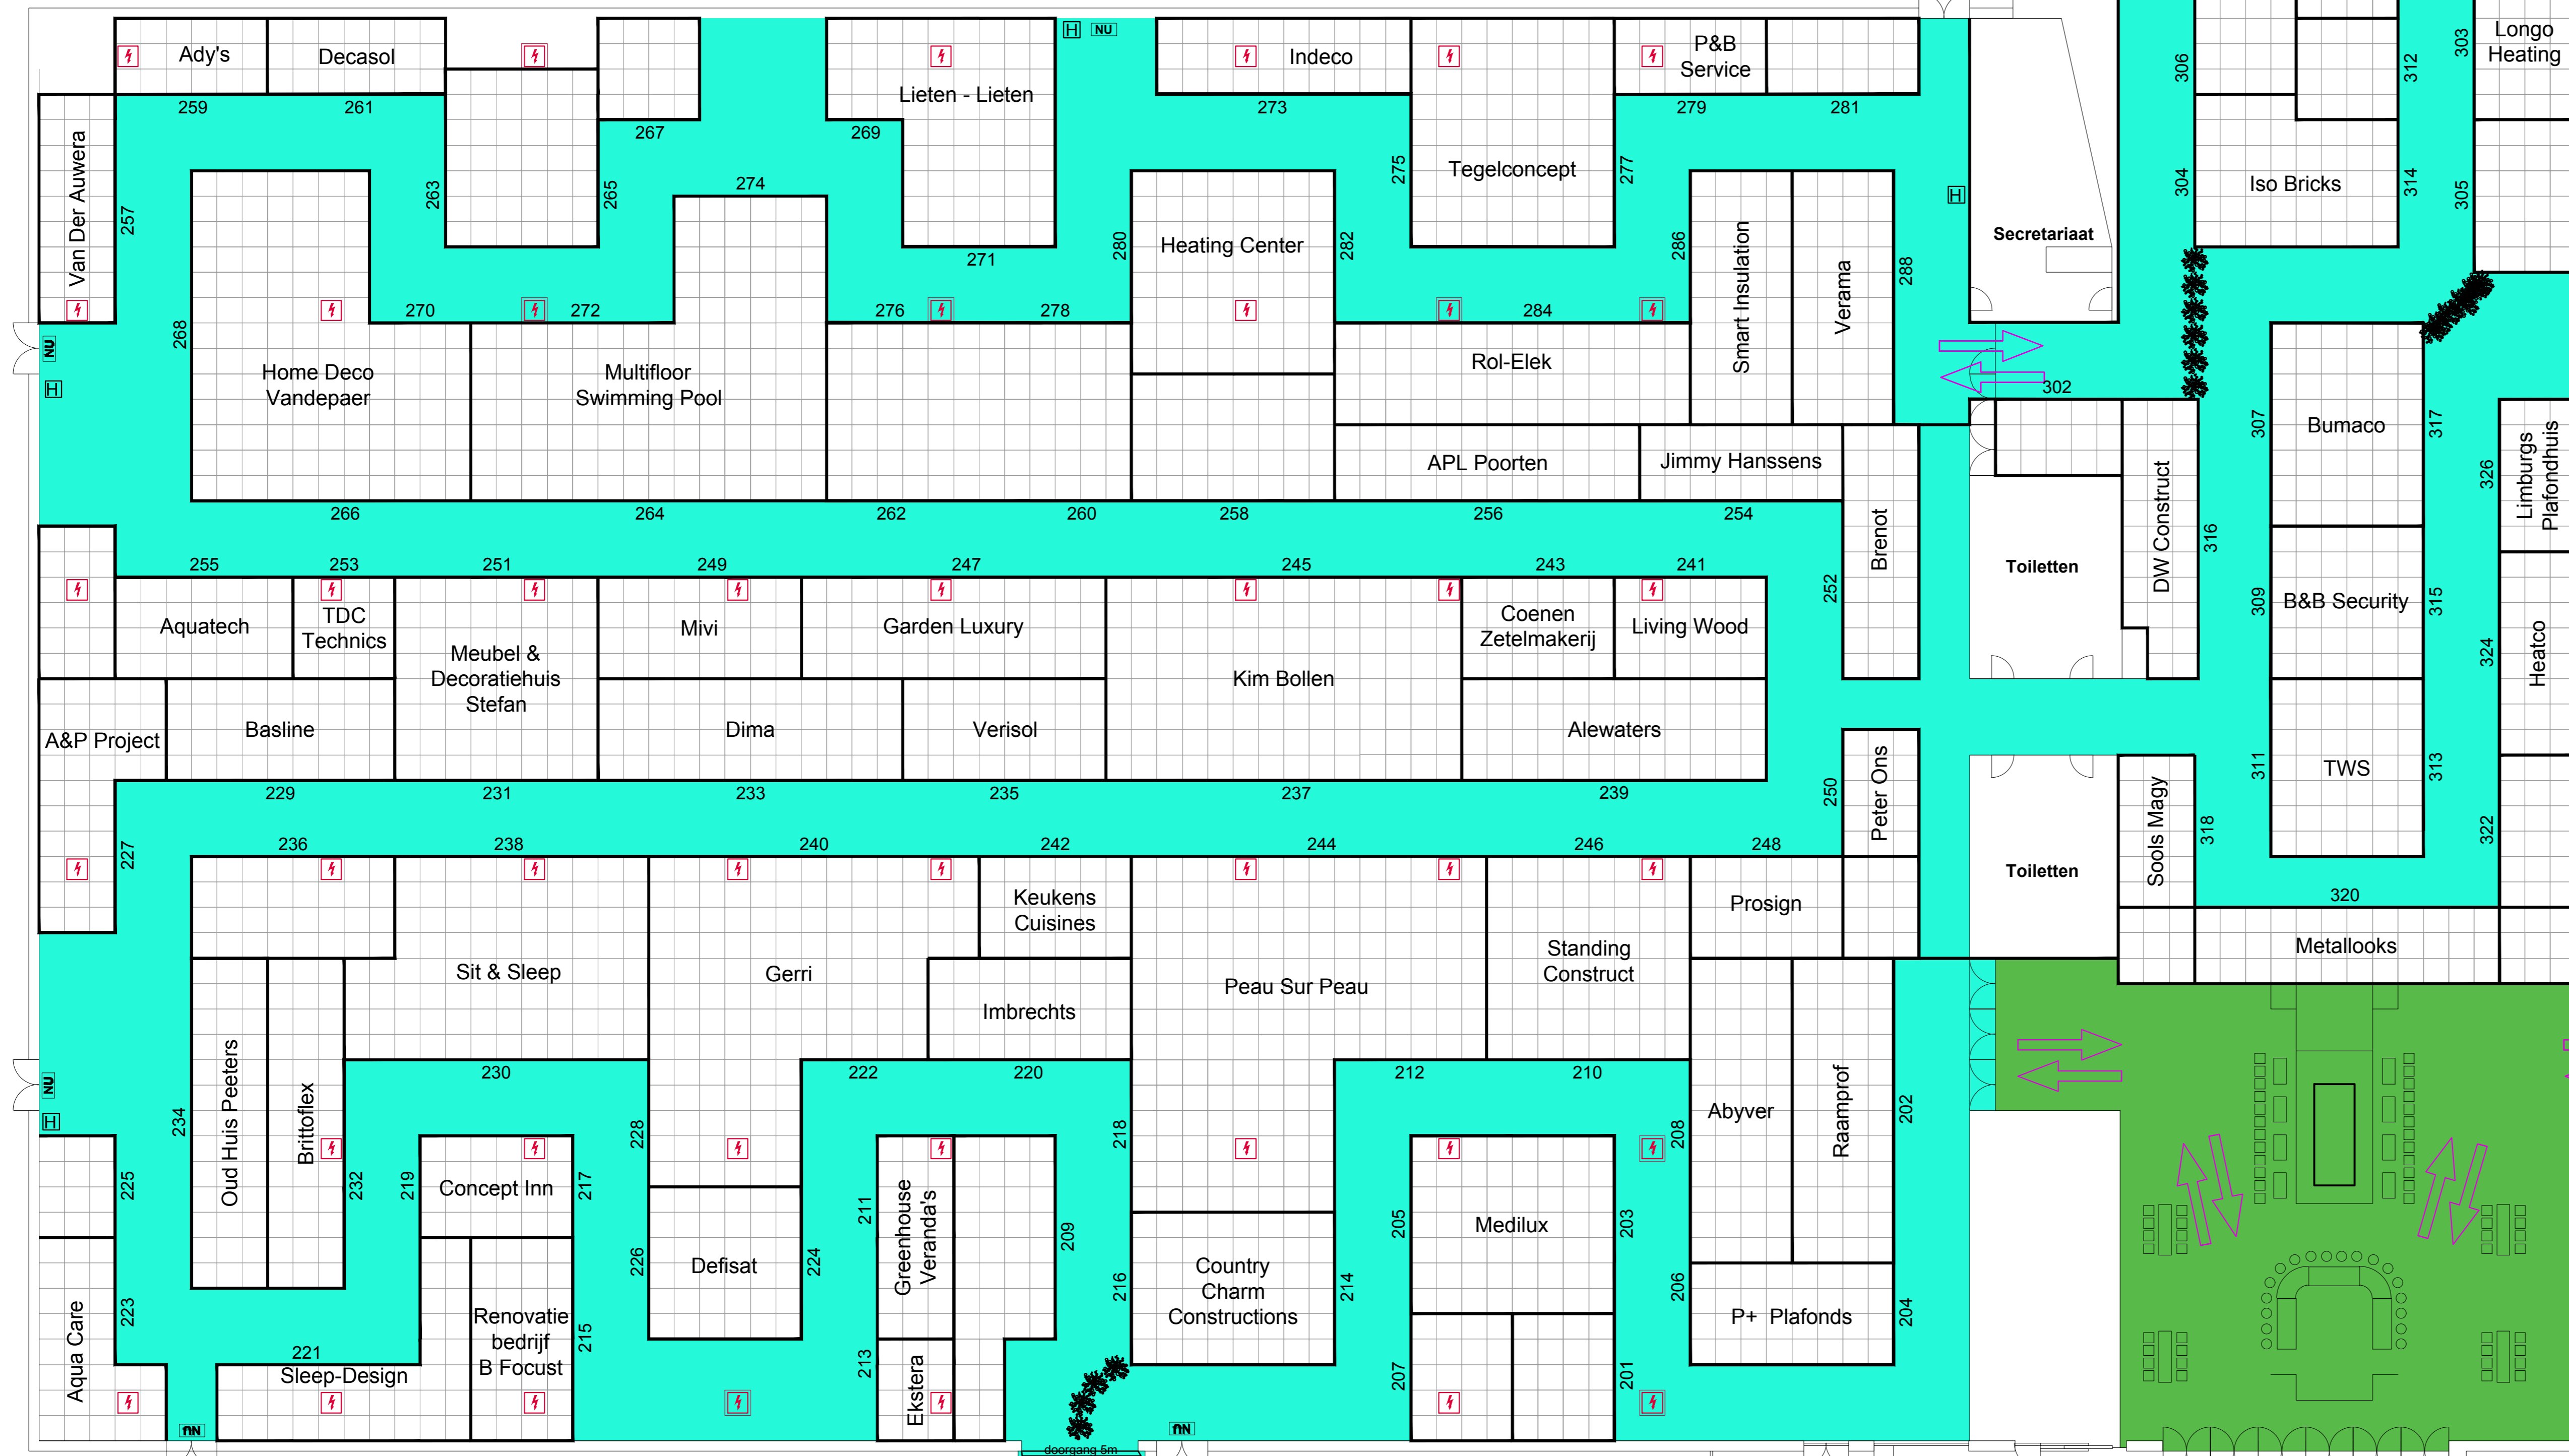 Ady's
Decasol
Lieten - Lieten
H
NU
Indeco
P&B
Service
Longo
Heating
259
261
267
269
273
279
281
306
312
303
Van Der Auwera
257
263
265
274
271
280
Heating Center
282
275
Tegelconcept
277
286
Smart Insulation
Verama
288
H
Secretariaat
304
Iso Bricks
314
305
268
270
272
276
278
284
NU
H
Home Deco
Vandepaer
Multifloor
Swimming Pool
Rol-Elek
302
307
Bumaco
317
326
Limburgs
Plafondhuis
APL Poorten
Jimmy Hanssens
266
264
262
260
258
256
254
Brenot
DW Construct
316
255
253
251
249
247
245
243
241
252
Toiletten
309
B&B Security
315
324
Heatco
Aquatech
TDC
Technics
Meubel &
Decoratiehuis
Stefan
Mivi
Garden Luxury
Kim Bollen
Coenen
Zetelmakerij
Living Wood
A&P Project
Basline
Dima
Verisol
Alewaters
250
Peter Ons
Sools Magy
318
311
TWS
313
322
229
231
233
235
237
239
227
236
238
240
242
244
246
248
Toiletten
320
Metallooks
Keukens
Cuisines
Prosign
Sit & Sleep
Gerri
Imbrechts
Peau Sur Peau
Standing
Construct
NU
H
234
Oud Huis Peeters
Brittoflex
230
222
220
212
210
225
232
219
Concept Inn
217
228
211
Greenhouse
Veranda's
209
218
205
Medilux
203
208
Abyver
Raamprof
202
Aqua Care
223
Renovatie
bedrijf
B Focust
215
226
Defisat
224
216
Country
Charm
Constructions
214
206
P+ Plafonds
204
221
Sleep-Design
213
Ekstera
207
201
NU
NU
doorgang 5m